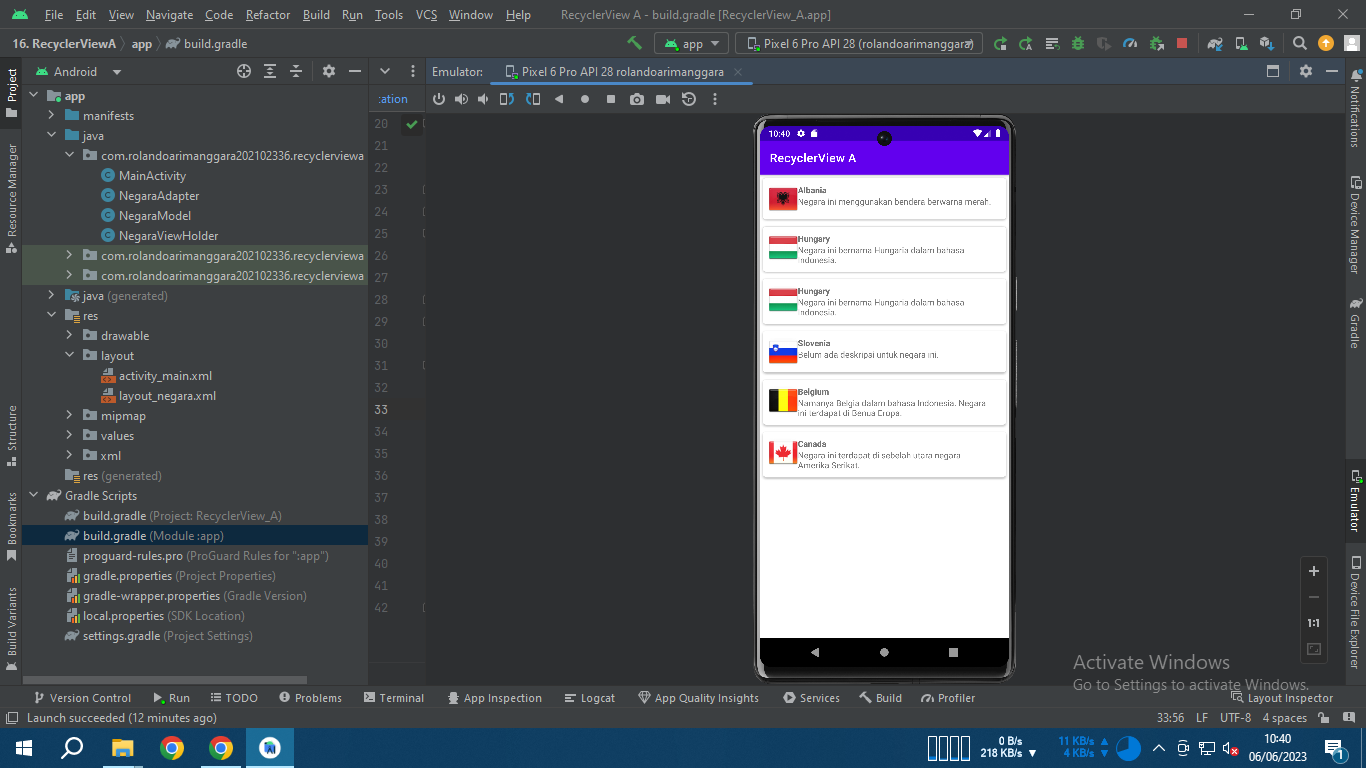 File Edit View Navigate Code Refactor Build Run Tools VCS Window Help RecyclerView A - build.gradle [RecyclerView_A.app]
16. RecyclerViewA app build.gradle app Pixel 6 Pro API 28 (rolandoarimanggara)
Android :ation Emulator: Pixel 6 Pro API 28 rolandoarimanggara
Project
Resource Manager
Structure
Bookmarks
Build Variants
app
manifests
java
com.rolandoarimanggara202102336.recyclerviewa
MainActivity
NegaraAdapter
NegaraModel
NegaraViewHolder
com.rolandoarimanggara202102336.recyclerviewa
com.rolandoarimanggara202102336.recyclerviewa
java (generated)
res
drawable
layout
activity_main.xml
layout_negara.xml
mipmap
values
xml
res (generated)
Gradle Scripts
build.gradle (Project: RecyclerView_A)
build.gradle (Module :app)
proguard-rules.pro (ProGuard Rules for ":app")
gradle.properties (Project Properties)
gradle-wrapper.properties (Gradle Version)
local.properties (SDK Location)
settings.gradle (Project Settings)
20
21
22
23
24
25
26
27
28
29
30
31
32
33
34
35
36
37
38
39
40
41
42
10:40
RecyclerView A
Albania
Negara ini menggunakan bendera berwarna merah.
Hungary
Negara ini bernama Hungaria dalam bahasa
Indonesia.
Hungary
Negara ini bernama Hungaria dalam bahasa
Indonesia.
Slovenia
Belum ada deskripsi untuk negara ini.
Belgium
Namanya Belgia dalam bahasa Indonesia. Negara
ini terdapat di Benua Eropa.
Canada
Negara ini terdapat di sebelah utara negara
Amerika Serikat.
1:1
Notifications
Device Manager
Gradle
Emulator
Device File Explorer
Activate Windows
Go to Settings to activate Windows.
Version Control Run TODO Problems Terminal App Inspection Logcat App Quality Insights Services Build Profiler Layout Inspector
Launch succeeded (12 minutes ago) 33:56 LF UTF-8 4 spaces
0 B/s
218 KB/s
11 KB/s
4 KB/s
10:40
06/06/2023
1